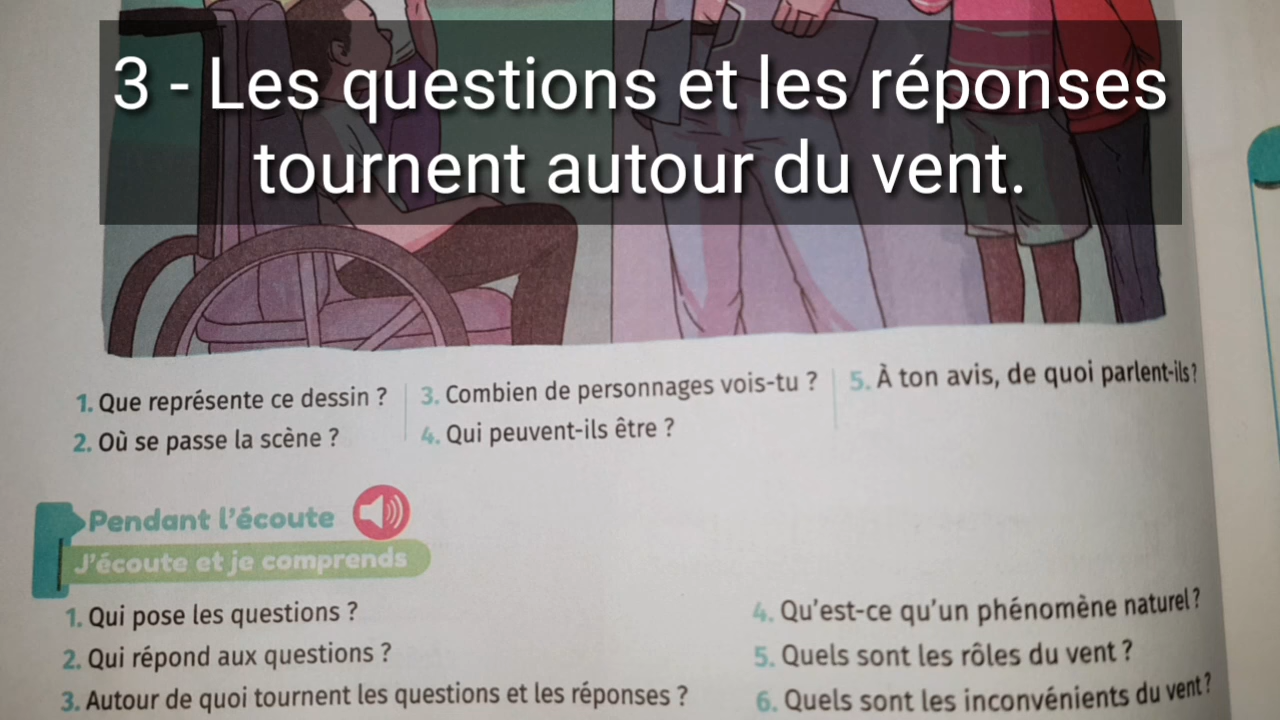 3 - Les questions et les réponses
tournent autour du vent.
1. Que représente ce dessin ?
2. Où se passe la scène ?
3. Combien de personnages vois-tu ?
4. Qui peuvent-ils être ?
5. À ton avis, de quoi parlent-ils ?
Pendant l'écoute
J'écoute et je comprends
1. Qui pose les questions ?
2. Qui répond aux questions ?
3. Autour de quoi tournent les questions et les réponses ?
4. Qu'est-ce qu'un phénomène naturel ?
5. Quels sont les rôles du vent ?
6. Quels sont les inconvénients du vent ?